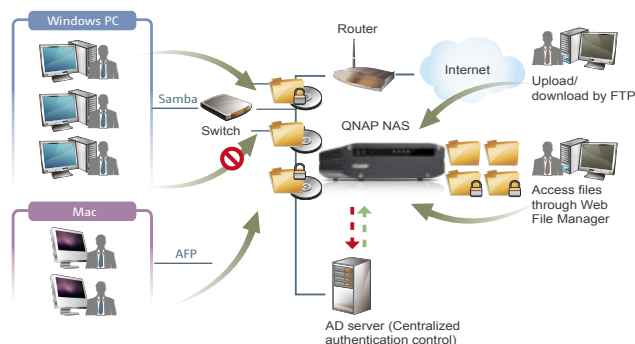 Windows PC
Router
Internet
Upload/
download by FTP
Samba
Switch
QNAP NAS
Access files
through Web
File Manager
Mac
AFP
AD server (Centralized
authentication control)